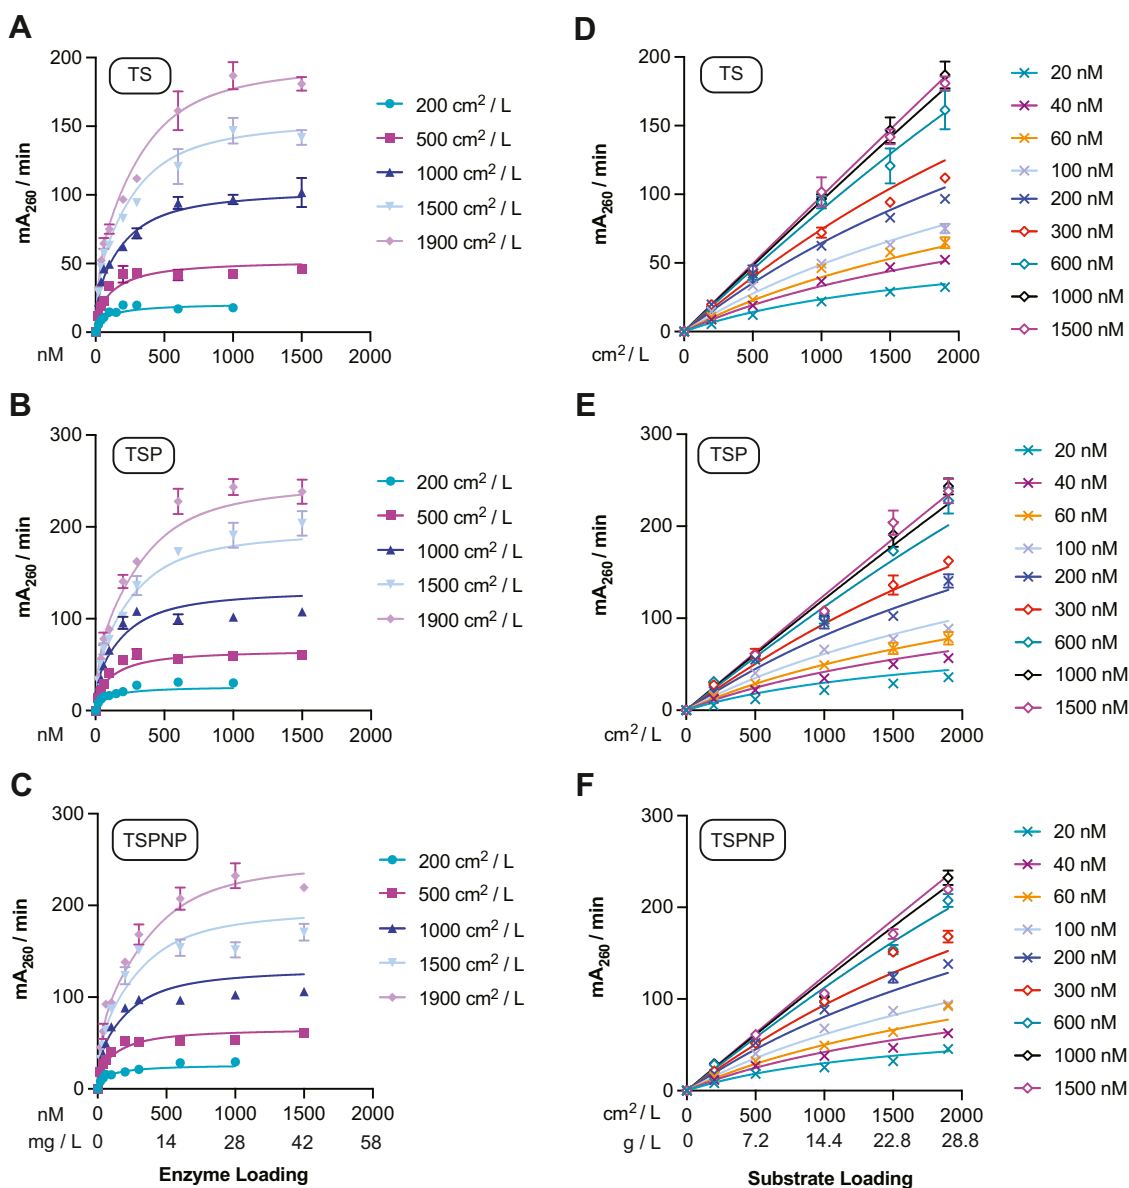 A
TS
mA260 / min
200
150
100
50
0
nM
0
500
1000
1500
2000
200 cm2 / L
500 cm2 / L
1000 cm2 / L
1500 cm2 / L
1900 cm2 / L
D
TS
mA260 / min
200
150
100
50
0
cm2 / L
0
500
1000
1500
2000
20 nM
40 nM
60 nM
100 nM
200 nM
300 nM
600 nM
1000 nM
1500 nM
B
TSP
mA260 / min
300
200
100
0
nM
0
500
1000
1500
2000
200 cm2 / L
500 cm2 / L
1000 cm2 / L
1500 cm2 / L
1900 cm2 / L
E
TSP
mA260 / min
300
200
100
0
cm2 / L
0
500
1000
1500
2000
20 nM
40 nM
60 nM
100 nM
200 nM
300 nM
600 nM
1000 nM
1500 nM
C
TSPNP
mA260 / min
300
200
100
0
nM
0
500
1000
1500
2000
mg / L
0
14
28
42
58
Enzyme Loading
200 cm2 / L
500 cm2 / L
1000 cm2 / L
1500 cm2 / L
1900 cm2 / L
F
TSPNP
mA260 / min
300
200
100
0
cm2 / L
0
500
1000
1500
2000
g / L
0
7.2
14.4
22.8
28.8
Substrate Loading
20 nM
40 nM
60 nM
100 nM
200 nM
300 nM
600 nM
1000 nM
1500 nM